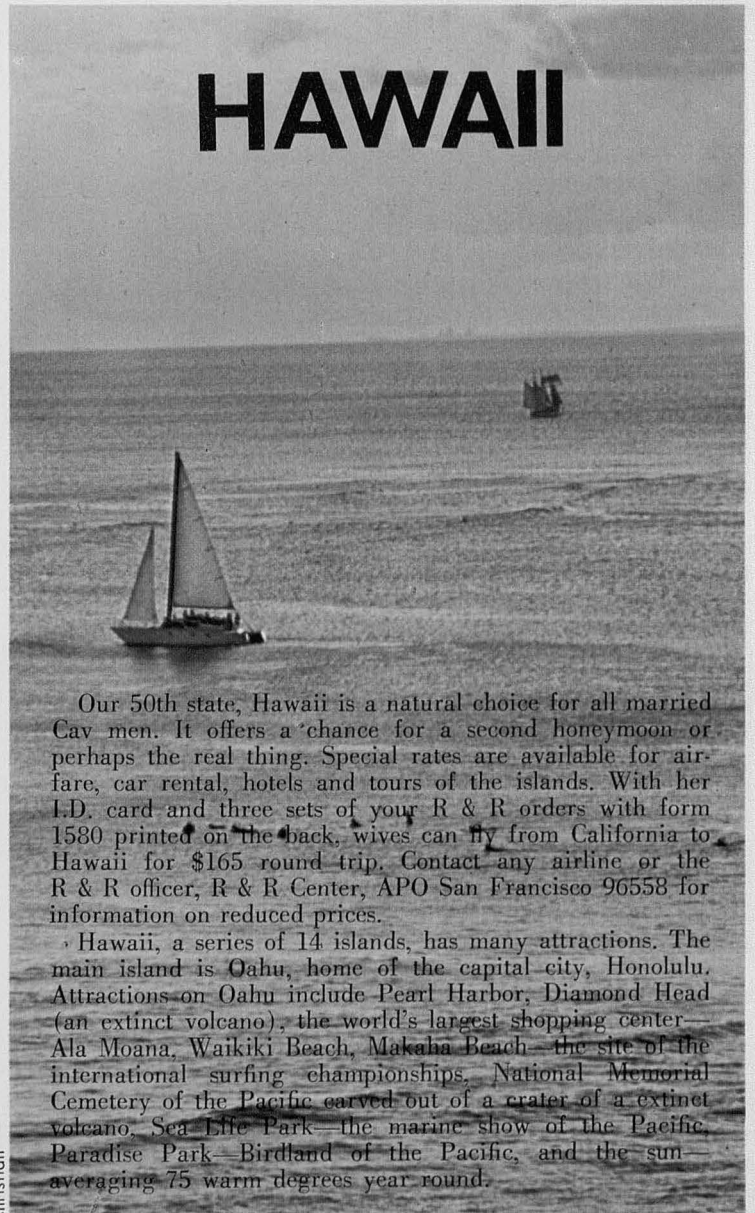 HAWAII
Our 50th state, Hawaii is a natural choice for all married
Cav men. It offers a chance for a second honeymoon or
perhaps the real thing. Special rates are available for air-
fare, car rental, hotels and tours of the islands. With her
I.D. card and three sets of your R & R orders with form
1580 printed on the back, wives can fly from California to
Hawaii for $165 round trip. Contact any airline or the
R & R officer, R & R Center, APO San Francisco 96558 for
information on reduced prices.
Hawaii, a series of 14 islands, has many attractions. The
main island is Oahu, home of the capital city, Honolulu.
Attractions on Oahu include Pearl Harbor, Diamond Head
(an extinct volcano), the world's largest shopping center—
Ala Moana, Waikiki Beach, Makaha Beach—the site of the
international surfing championships, National Memorial
Cemetery of the Pacific carved out of a crater of a extinct
volcano, Sea Life Park—the marine show of the Pacific,
Paradise Park—Birdland of the Pacific, and the sun—
averaging 75 warm degrees year round.